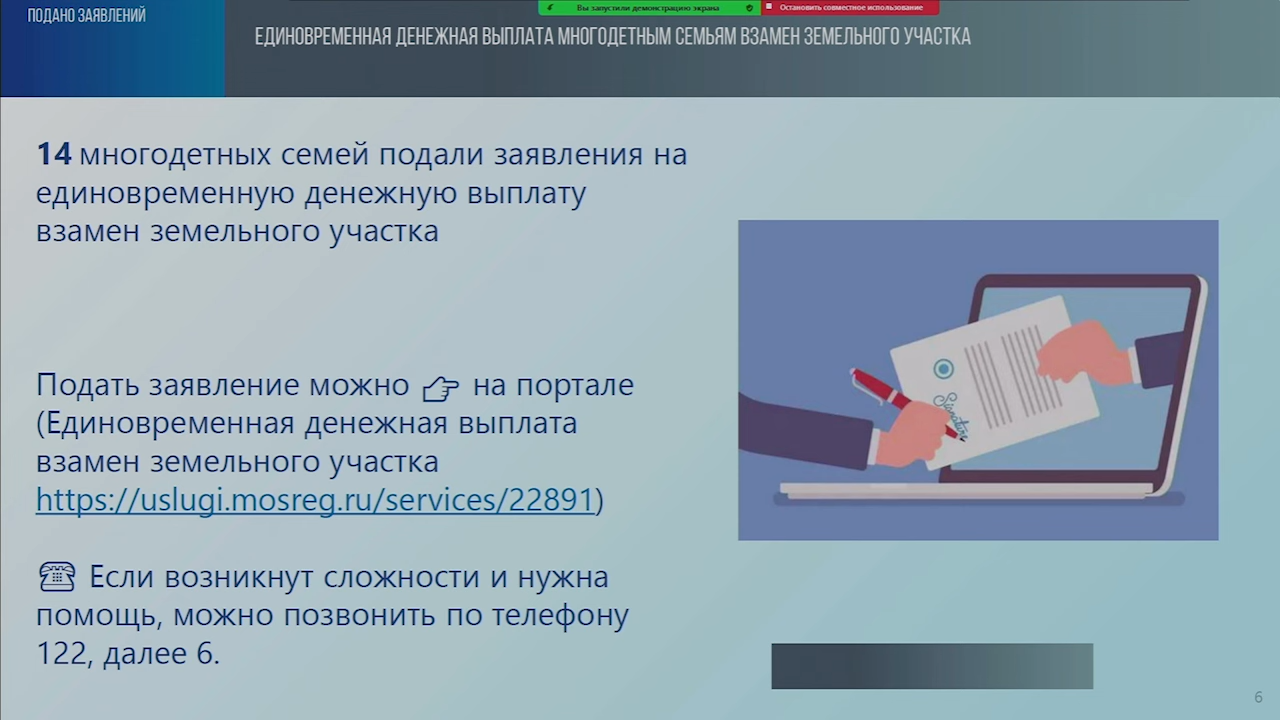 Вы запустили демонстрацию экрана
Остановить совместное использование
ПОДАНО ЗАЯВЛЕНИЙ
ЕДИНОВРЕМЕННАЯ ДЕНЕЖНАЯ ВЫПЛАТА МНОГОДЕТНЫМ СЕМЬЯМ ВЗАМЕН ЗЕМЕЛЬНОГО УЧАСТКА
14 многодетных семей подали заявления на
единовременную денежную выплату
взамен земельного участка
Подать заявление можно 👉 на портале
(Единовременная денежная выплата
взамен земельного участка
https://uslugi.mosreg.ru/services/22891)
☎ Если возникнут сложности и нужна
помощь, можно позвонить по телефону
122, далее 6.
Signature
6